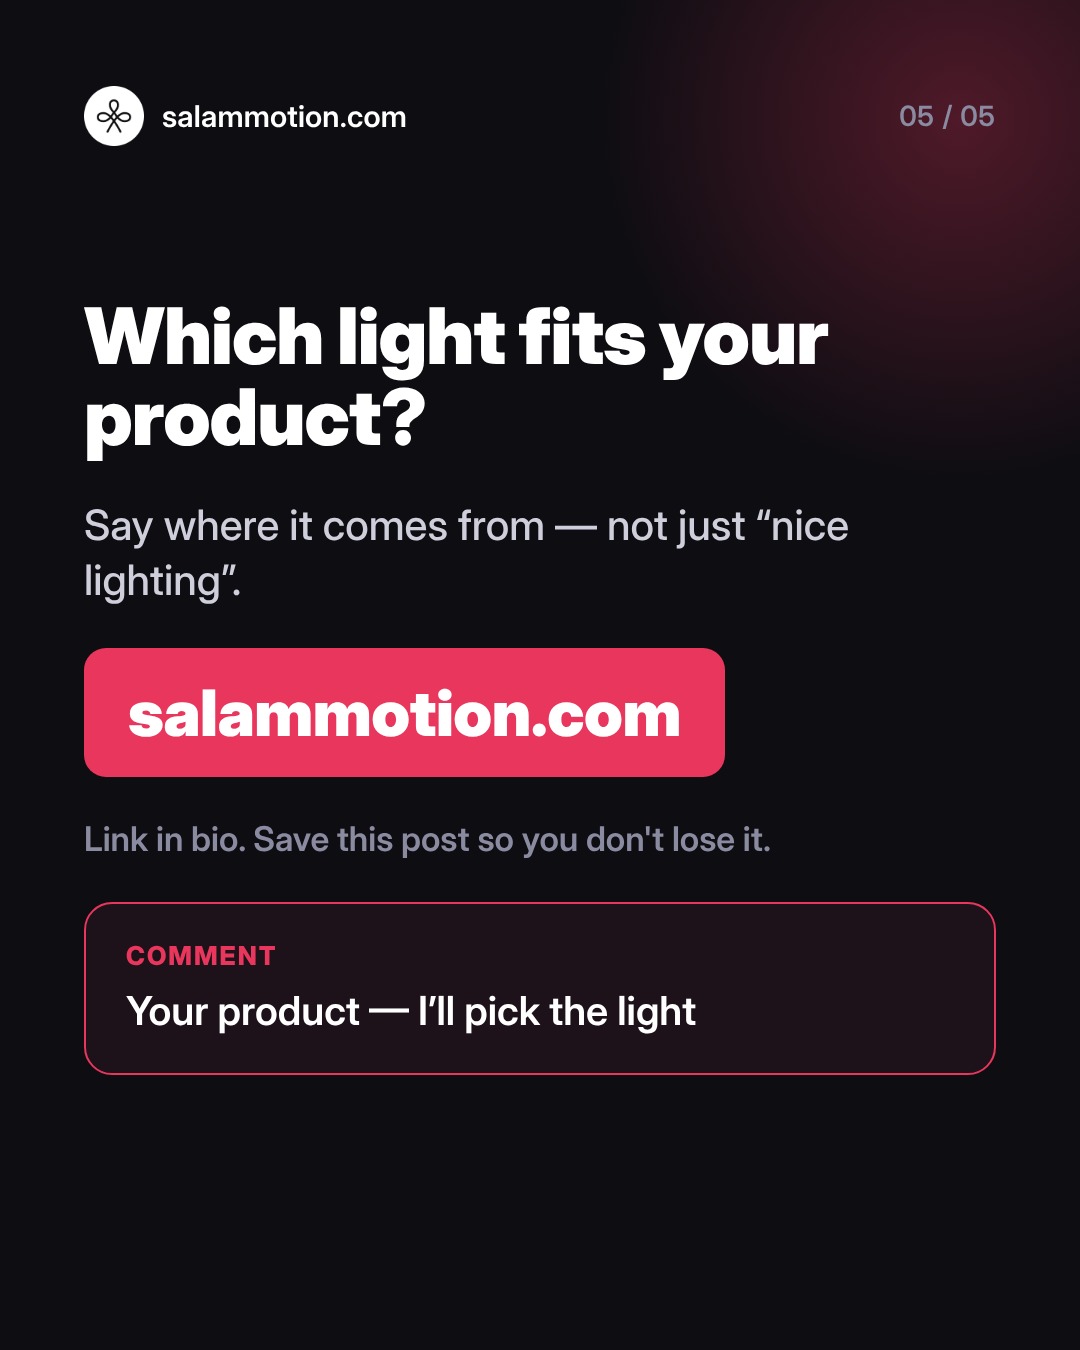 salammotion.com
05 / 05
Which light fits your
product?
Say where it comes from — not just “nice
lighting”.
salammotion.com
Link in bio. Save this post so you don't lose it.
COMMENT
Your product — I’ll pick the light